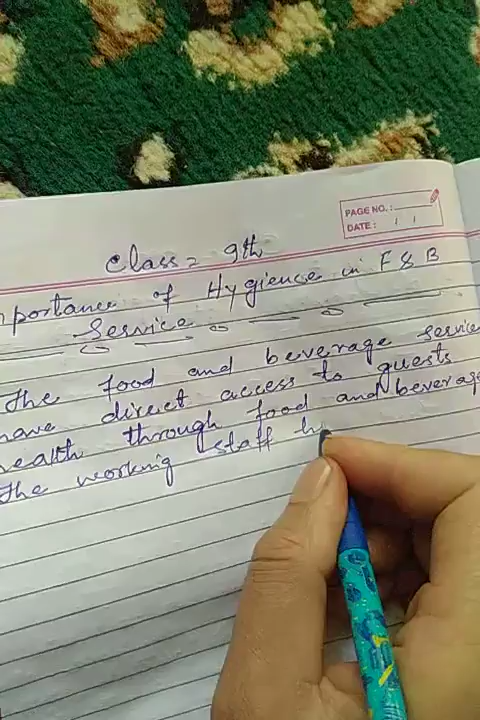 PAGE NO.:
DATE:
Class = 9th
mportance of Hygience in F & B
Service
The food and beverage service
have direct access to guests
health through food and beverage
The working staff h